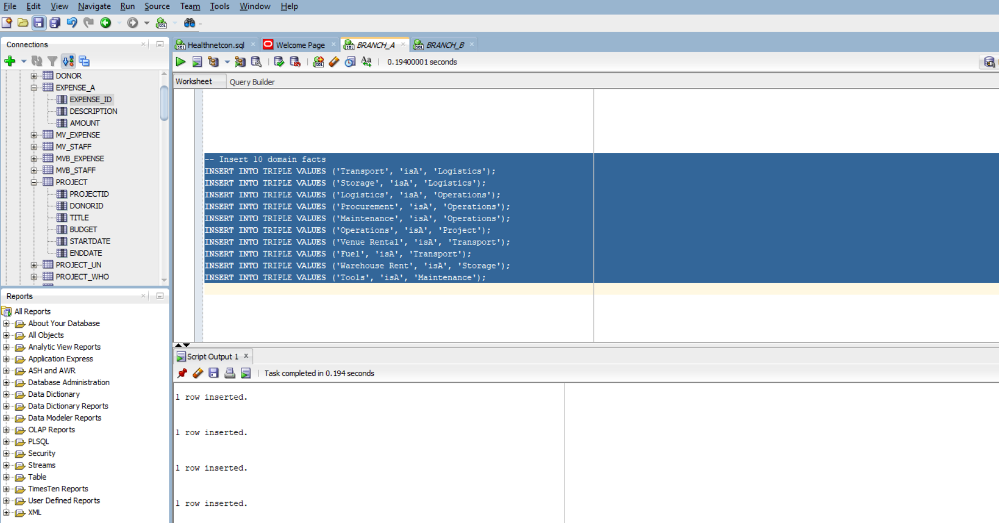 File Edit View Navigate Run Source Team Tools Window Help
Connections
DONOR
EXPENSE_A
EXPENSE_ID
DESCRIPTION
AMOUNT
MV_EXPENSE
MV_STAFF
MVB_EXPENSE
MVB_STAFF
PROJECT
PROJECTID
DONORID
TITLE
BUDGET
STARTDATE
ENDDATE
PROJECT_UN
PROJECT_WHO
Reports
All Reports
About Your Database
All Objects
Analytic View Reports
Application Express
ASH and AWR
Database Administration
Data Dictionary
Data Dictionary Reports
Data Modeler Reports
OLAP Reports
PLSQL
Security
Streams
Table
TimesTen Reports
User Defined Reports
XML
Healthnetcon.sql Welcome Page BRANCH_A BRANCH_B
0.19400001 seconds
Worksheet Query Builder
-- Insert 10 domain facts
INSERT INTO TRIPLE VALUES ('Transport', 'isA', 'Logistics');
INSERT INTO TRIPLE VALUES ('Storage', 'isA', 'Logistics');
INSERT INTO TRIPLE VALUES ('Logistics', 'isA', 'Operations');
INSERT INTO TRIPLE VALUES ('Procurement', 'isA', 'Operations');
INSERT INTO TRIPLE VALUES ('Maintenance', 'isA', 'Operations');
INSERT INTO TRIPLE VALUES ('Operations', 'isA', 'Project');
INSERT INTO TRIPLE VALUES ('Venue Rental', 'isA', 'Transport');
INSERT INTO TRIPLE VALUES ('Fuel', 'isA', 'Transport');
INSERT INTO TRIPLE VALUES ('Warehouse Rent', 'isA', 'Storage');
INSERT INTO TRIPLE VALUES ('Tools', 'isA', 'Maintenance');
Script Output 1
Task completed in 0.194 seconds
1 row inserted.
1 row inserted.
1 row inserted.
1 row inserted.